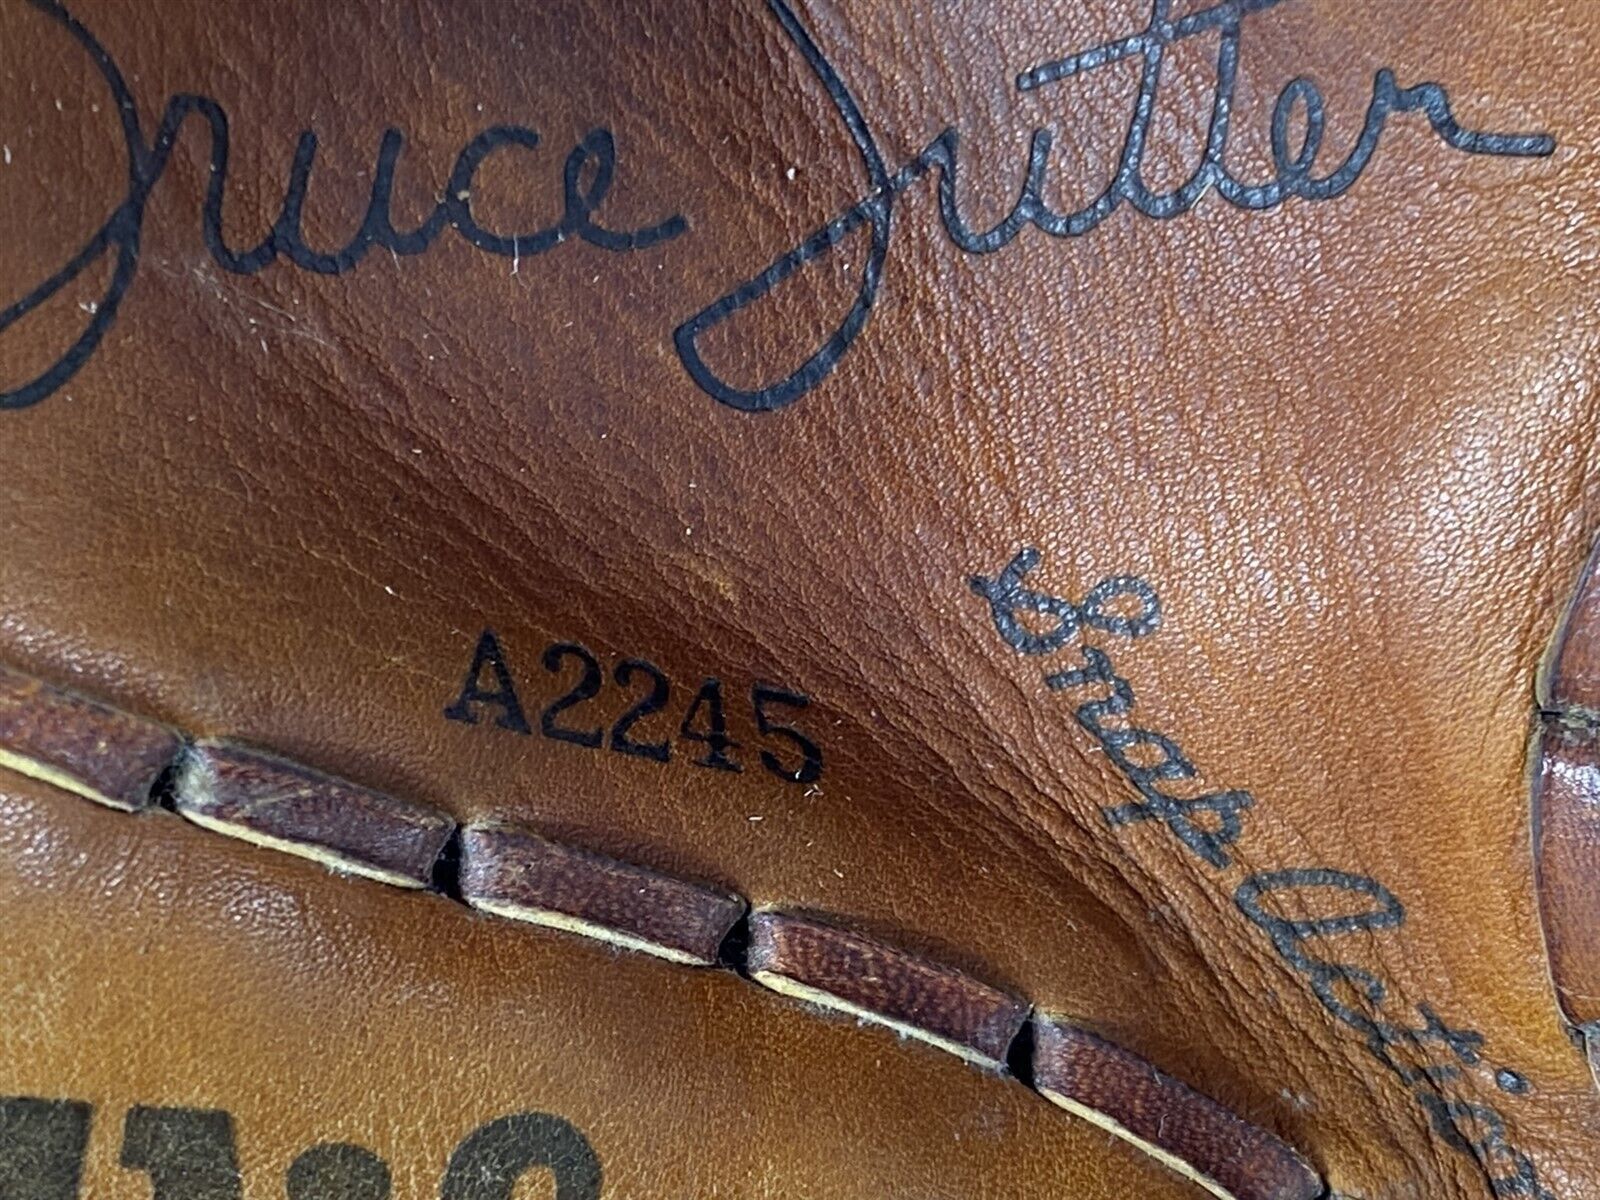 Bruce Sutter
A2245
Snap Action